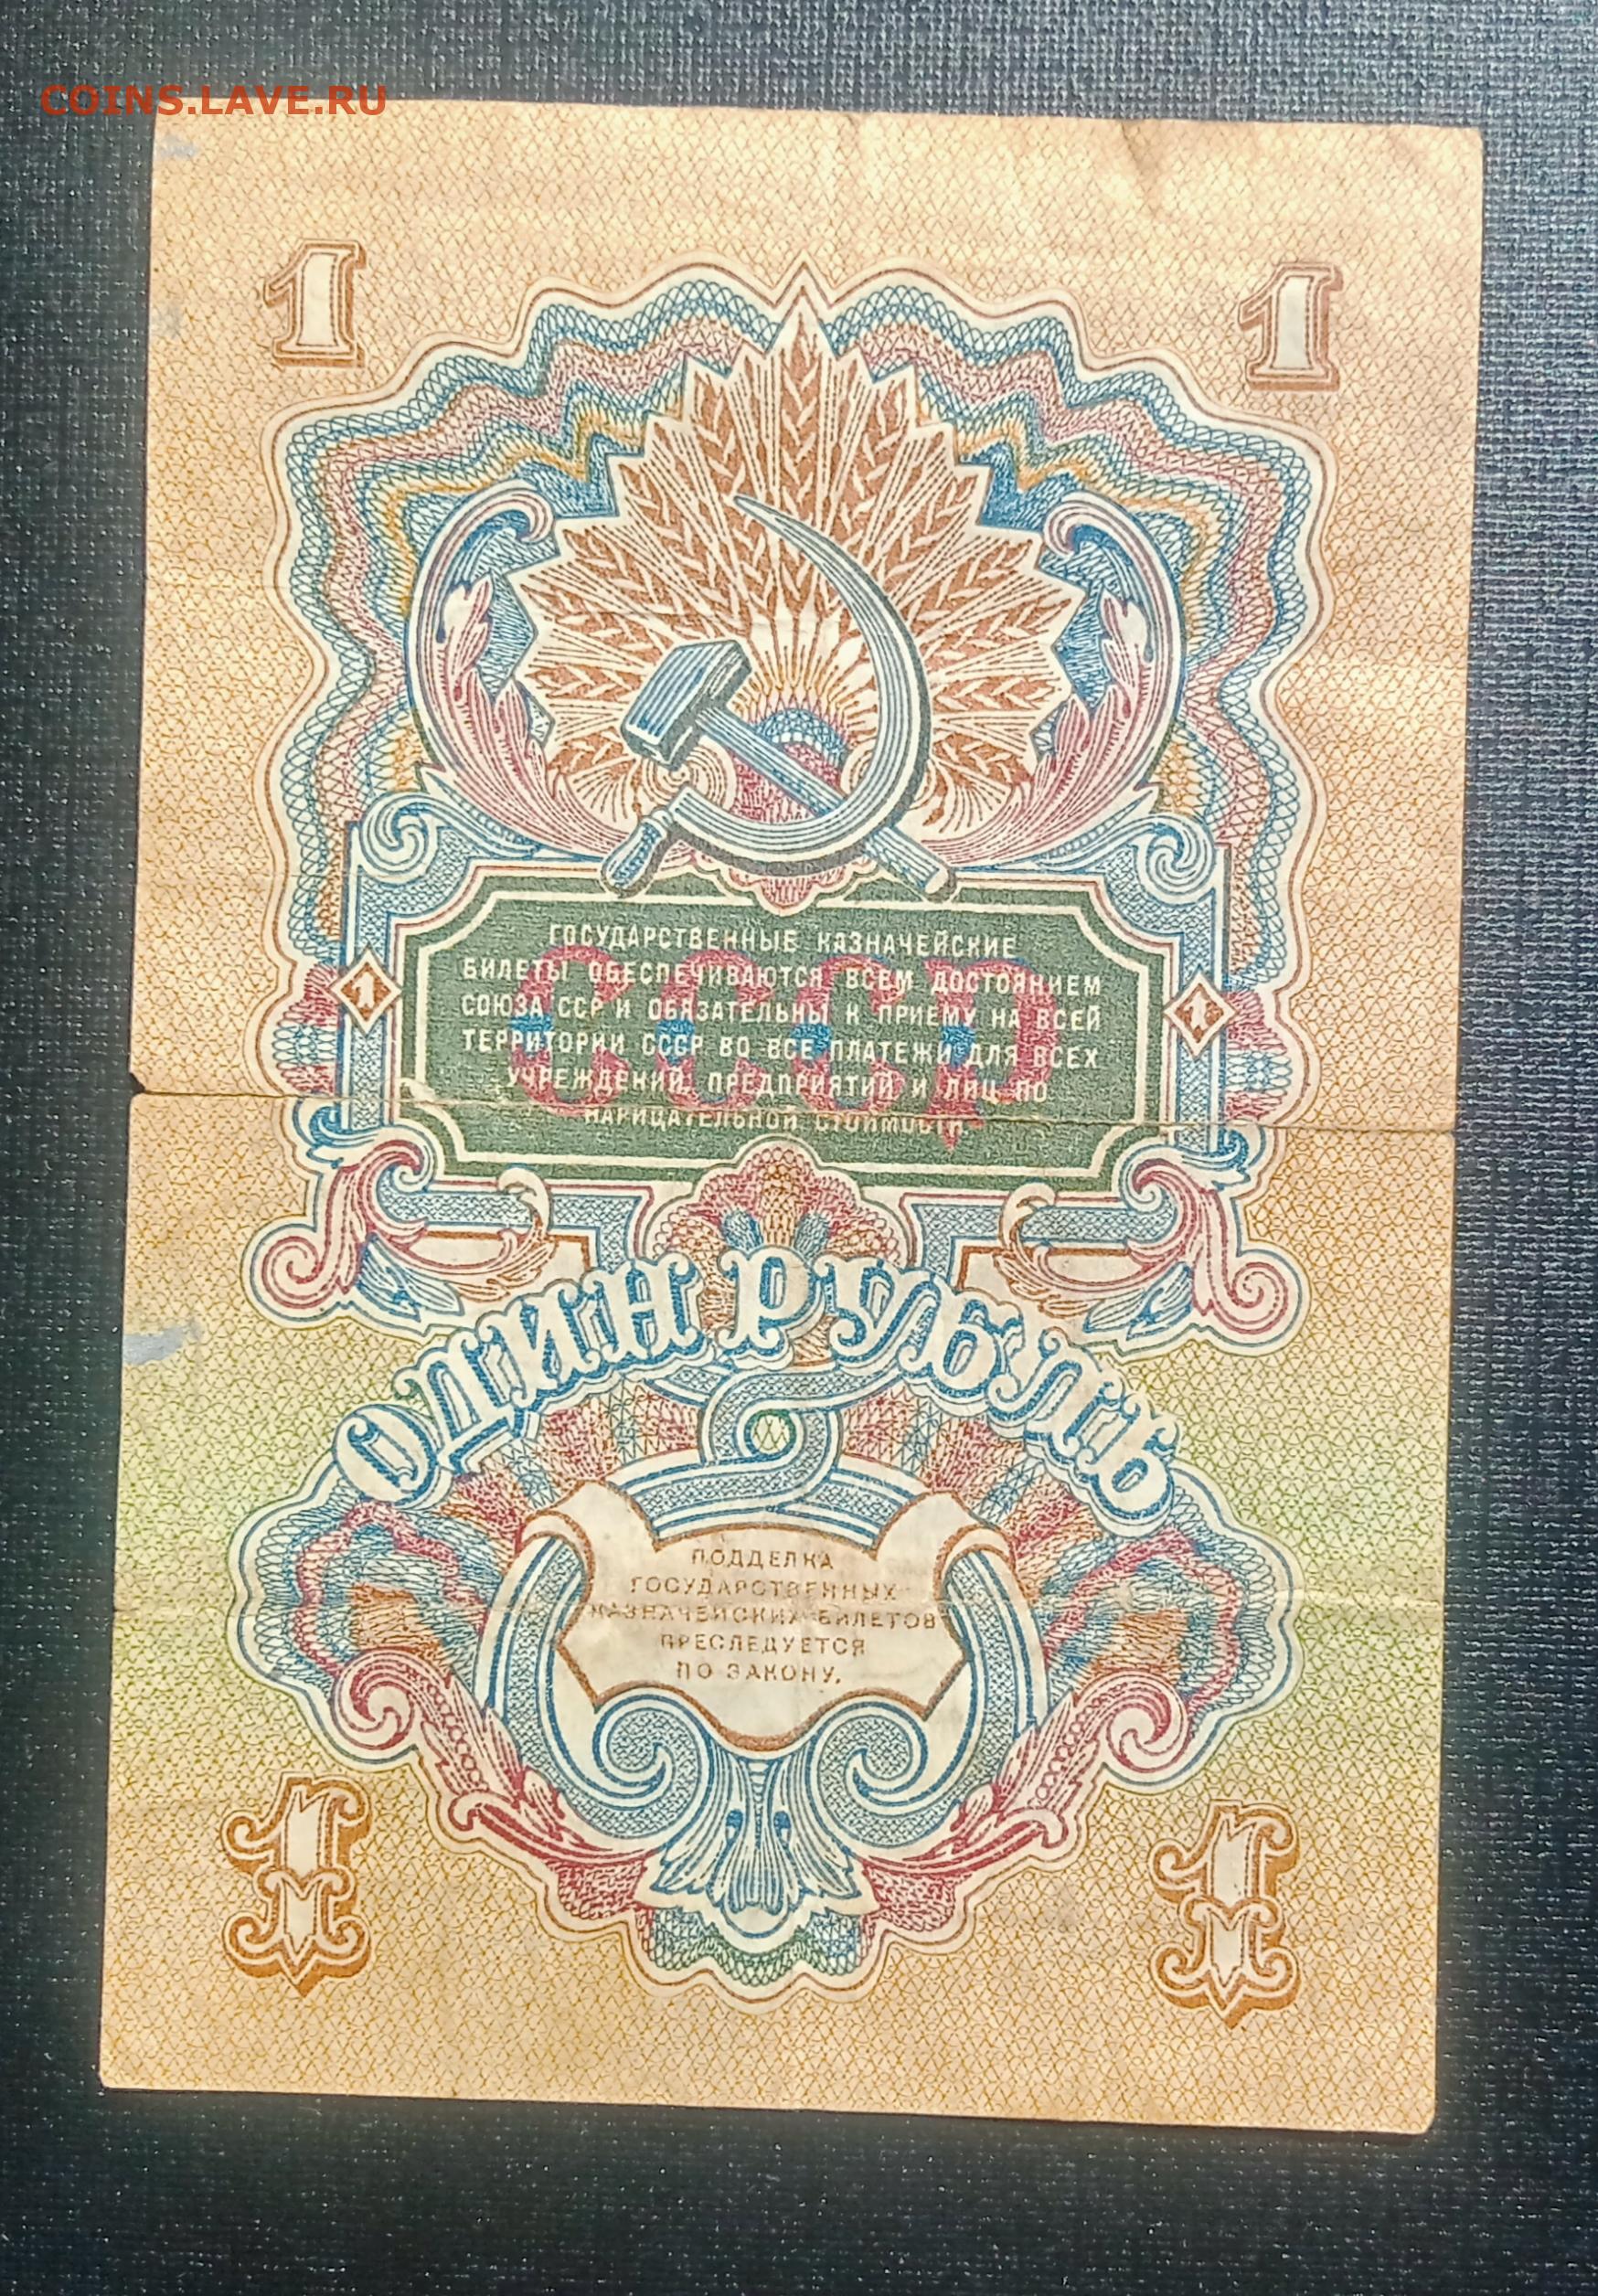 COINS.LAVE.RU
1 1
ГОСУДАРСТВЕННЫЕ КАЗНАЧЕЙСКИЕ
БИЛЕТЫ ОБЕСПЕЧИВАЮТСЯ ВСЕМ ДОСТОЯНИЕМ
СОЮЗА ССР И ОБЯЗАТЕЛЬНЫ К ПРИЕМУ НА ВСЕЙ
ТЕРРИТОРИИ СССР ВО ВСЕ ПЛАТЕЖИ ДЛЯ ВСЕХ
УЧРЕЖДЕНИЙ, ПРЕДПРИЯТИЙ И ЛИЦ ПО
НАРИЦАТЕЛЬНОЙ СТОИМОСТИ.
СССР
1 1
ОДИН РУБЛЬ
ПОДДЕЛКА
ГОСУДАРСТВЕННЫХ
КАЗНАЧЕЙСКИХ БИЛЕТОВ
ПРЕСЛЕДУЕТСЯ
ПО ЗАКОНУ.
1 1